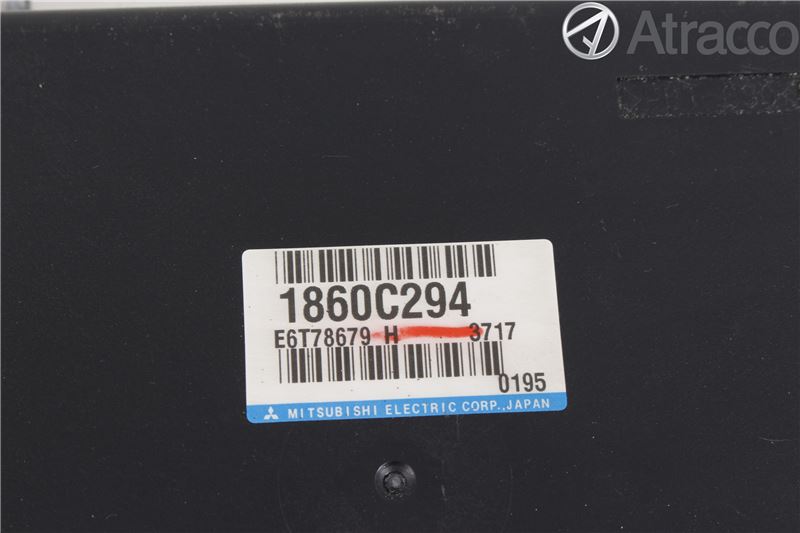 Atracco
1860C294
E6T78679 H 3717
0195
MITSUBISHI ELECTRIC CORP.,JAPAN